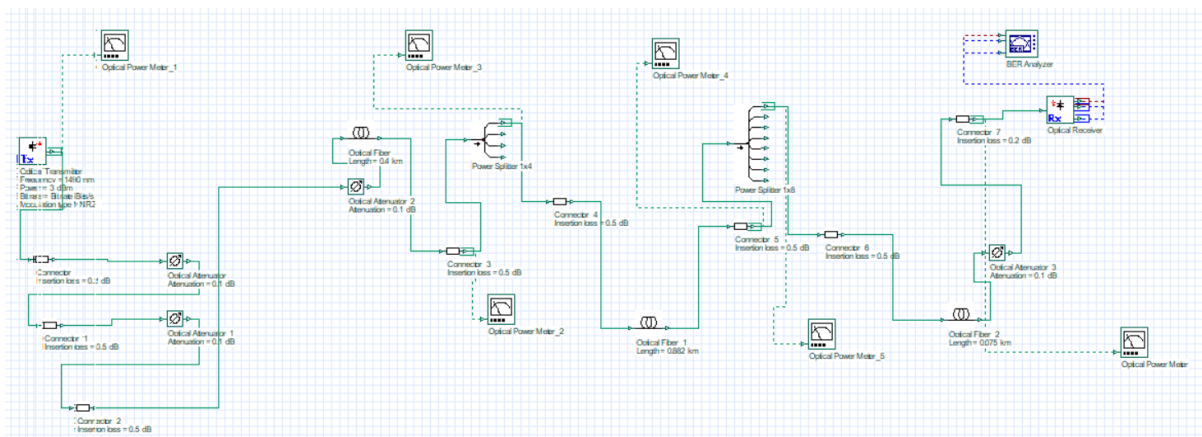 Optical Power Meter_1
Optical Power Meter_3
Optical Power Meter_4
BER Analyzer
Tx
Optical Transmitter
Frequency = 1490 nm
Power = 3 dBm
Modulation type = NRZ
Optical Fiber
Length = 0.4 km
Optical Attenuator 2
Attenuation = 0.1 dB
Power Splitter 1x4
Power Splitter 1x8
Connector 7
Insertion loss = 0.2 dB
Rx
Optical Receiver
Connector 4
Insertion loss = 0.5 dB
Connector 5
Insertion loss = 0.5 dB
Connector 6
Insertion loss = 0.5 dB
Connector 3
Insertion loss = 0.5 dB
Connector
Insertion loss = 0.5 dB
Optical Attenuator
Attenuation = 0.1 dB
Optical Attenuator 3
Attenuation = 0.1 dB
Connector 1
Insertion loss = 0.5 dB
Optical Attenuator 1
Attenuation = 0.1 dB
Optical Power Meter_2
Optical Fiber 1
Length = 0.882 km
Optical Power Meter_5
Optical Fiber 2
Length = 0.075 km
Optical Power Meter
Connector 2
Insertion loss = 0.5 dB